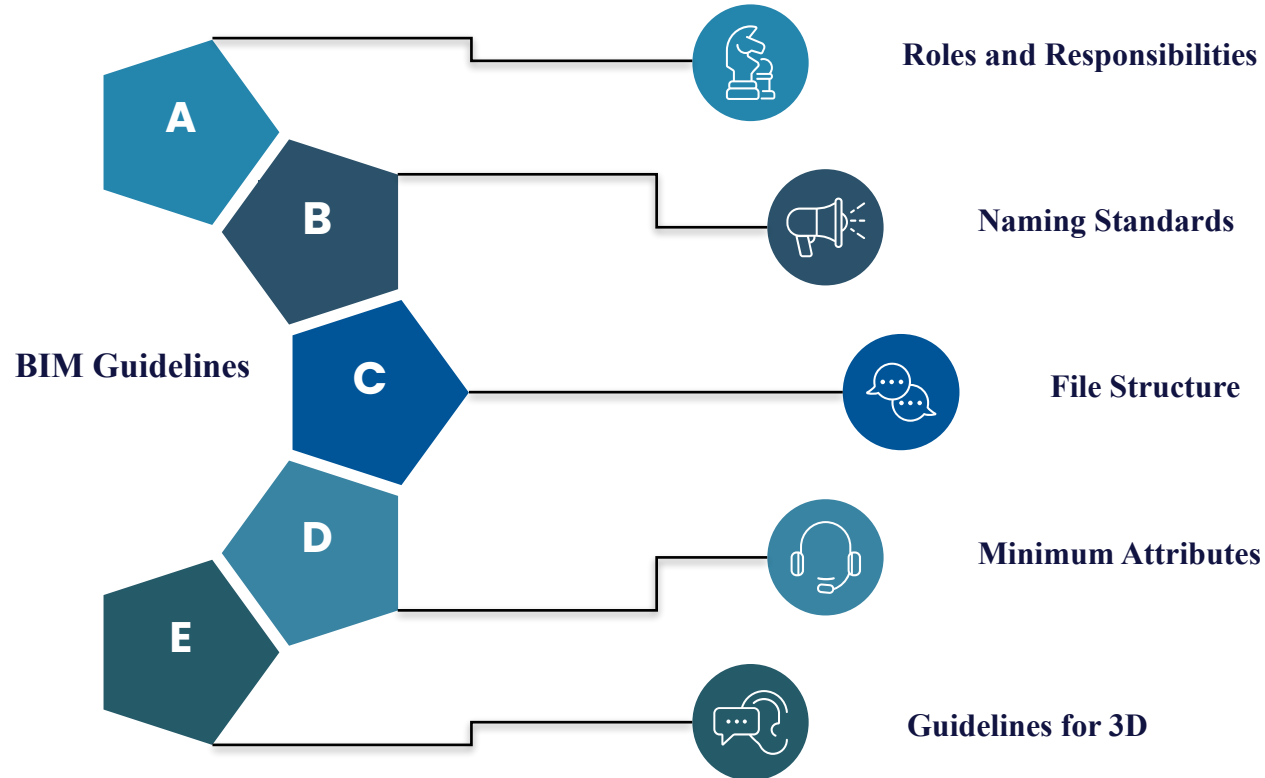 A
Roles and Responsibilities
B
Naming Standards
BIM Guidelines
C
File Structure
D
Minimum Attributes
E
Guidelines for 3D